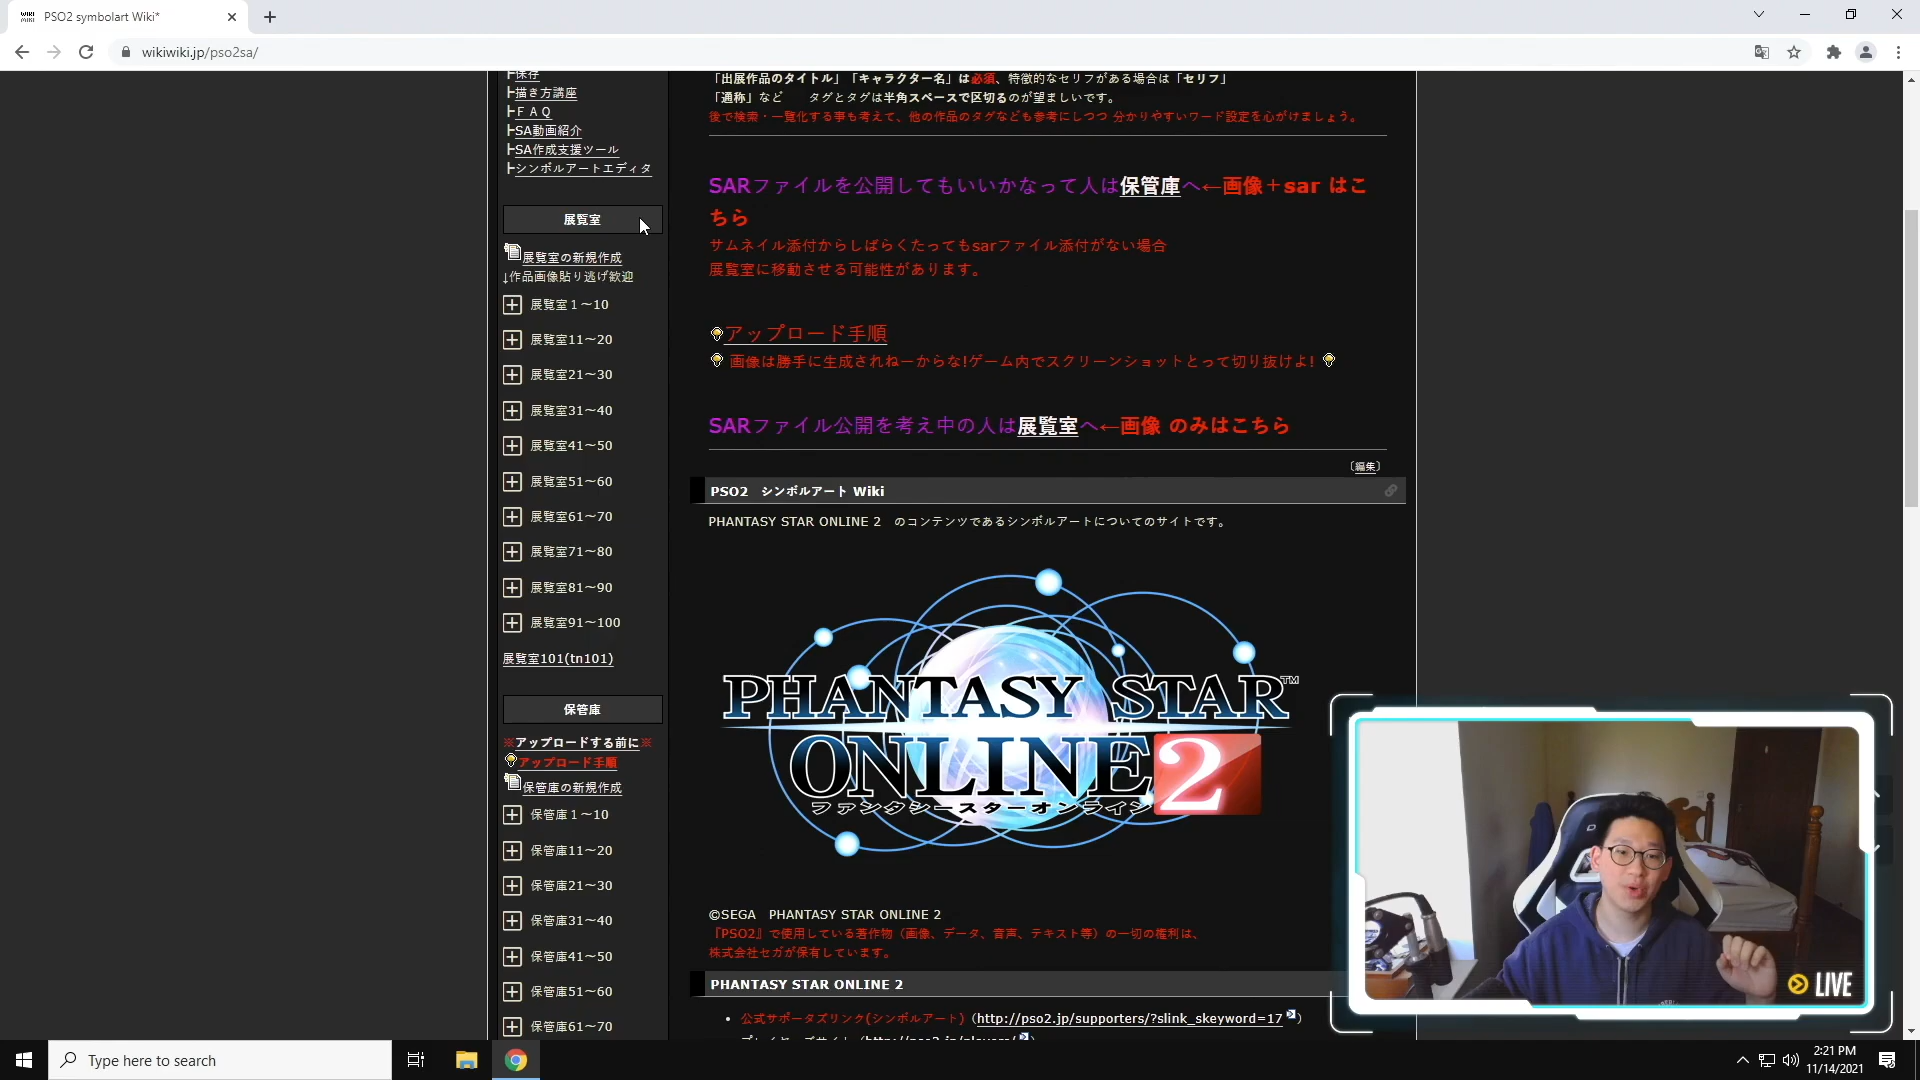 PSO2 symbolart Wiki*
wikiwiki.jp/pso2sa/
┣保存
┣描き方講座
┣ＦＡＱ
┣SA動画紹介
┣SA作成支援ツール
┣シンボルアートエディタ
展覧室
展覧室の新規作成
↓作品画像貼り逃げ歓迎
展覧室１～10
展覧室11～20
展覧室21～30
展覧室31～40
展覧室41～50
展覧室51～60
展覧室61～70
展覧室71～80
展覧室81～90
展覧室91～100
展覧室101(tn101)
保管庫
※アップロードする前に※
アップロード手順
保管庫の新規作成
保管庫１～10
保管庫11～20
保管庫21～30
保管庫31～40
保管庫41～50
保管庫51～60
保管庫61～70
「出展作品のタイトル」「キャラクター名」は必須、特徴的なセリフがある場合は「セリフ」
「通称」など　　タグとタグは半角スペースで区切るのが望ましいです。
後で検索・一覧化する事も考えて、他の作品のタグなども参考にしつつ 分かりやすいワード設定を心がけましょう。
SARファイルを公開してもいいかなって人は保管庫へ←画像＋sar はこ
ちら
サムネイル添付からしばらくたってもsarファイル添付がない場合
展覧室に移動させる可能性があります。
アップロード手順
画像は勝手に生成されねーからな!ゲーム内でスクリーンショットとって切り抜けよ!
SARファイル公開を考え中の人は展覧室へ←画像 のみはこちら
〔編集〕
PSO2　シンボルアート Wiki
PHANTASY STAR ONLINE 2　のコンテンツであるシンボルアートについてのサイトです。
PHANTASY STAR™
ONLINE 2
ファンタシースターオンライン
©SEGA　PHANTASY STAR ONLINE 2
『PSO2』で使用している著作物（画像、データ、音声、テキスト等）の一切の権利は、
株式会社セガが保有しています。
PHANTASY STAR ONLINE 2
• 公式サポータズリンク(シンボルアート)（http://pso2.jp/supporters/?slink_skeyword=17）
プレイヤーズサイト（http://pso2.jp/players/）
LIVE
Type here to search
2:21 PM
11/14/2021